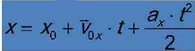 x = x₀ + v̄₀ₓ · t + aₓ · t² / 2